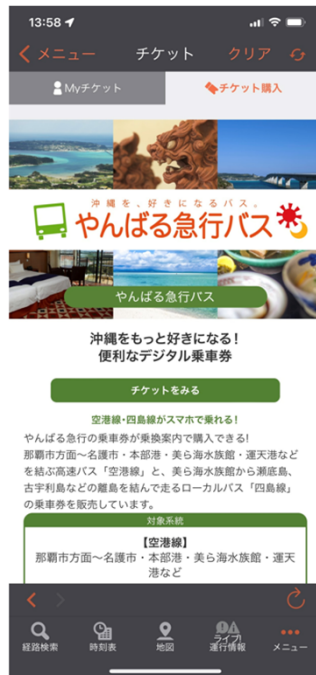 13:58
メニュー
チケット
クリア
Myチケット
チケット購入
沖縄を、好きになるバス。
やんばる急行バス
やんばる急行バス
沖縄をもっと好きになる!
便利なデジタル乗車券
チケットをみる
空港線・四島線がスマホで乗れる!
やんばる急行の乗車券が乗換案内で購入できる!
那覇市方面〜名護市・本部港・美ら海水族館・運天港など
を結ぶ高速バス「空港線」と、美ら海水族館から瀬底島、
古宇利島などの離島を結んで走るローカルバス「四島線」
の乗車券を販売しています。
対象系統
【空港線】
那覇市方面〜名護市・本部港・美ら海水族館・運天
港など
経路検索
時刻表
地図
ライブ!
運行情報
メニュー